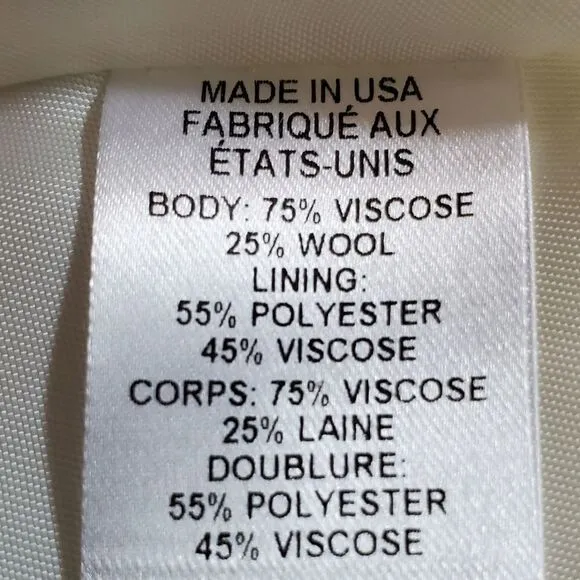 MADE IN USA
FABRIQUÉ AUX
ÉTATS-UNIS
BODY: 75% VISCOSE
25% WOOL
LINING:
55% POLYESTER
45% VISCOSE
CORPS: 75% VISCOSE
25% LAINE
DOUBLURE:
55% POLYESTER
45% VISCOSE